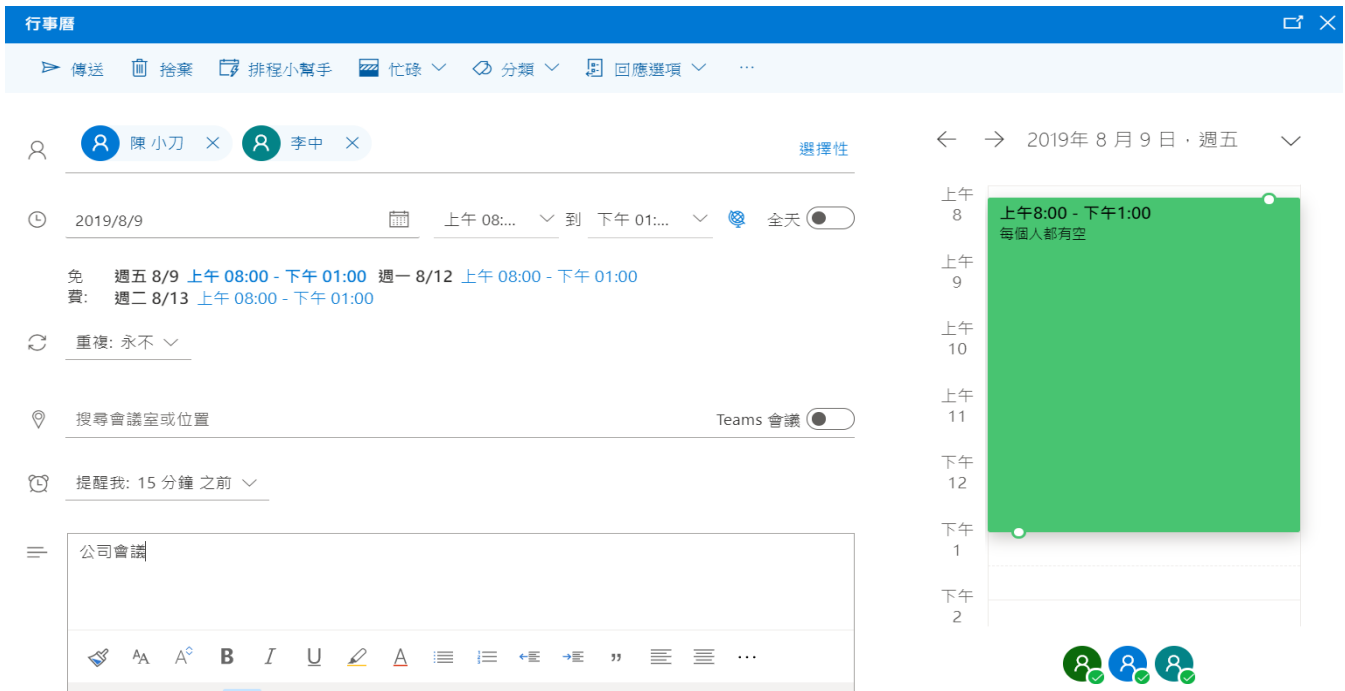 行事曆
傳送 捨棄 排程小幫手 忙碌 分類 回應選項 ...
陳 小刀 李中 選擇性
2019/8/9 上午 08:... 到 下午 01:... 全天
免費: 週五 8/9 上午 08:00 - 下午 01:00 週一 8/12 上午 08:00 - 下午 01:00
週二 8/13 上午 08:00 - 下午 01:00
重複: 永不
搜尋會議室或位置 Teams 會議
提醒我: 15 分鐘 之前
公司會議
B I U A
2019年 8 月 9 日,週五
上午 8
上午8:00 - 下午1:00
每個人都有空
上午 9
上午 10
上午 11
下午 12
下午 1
下午 2